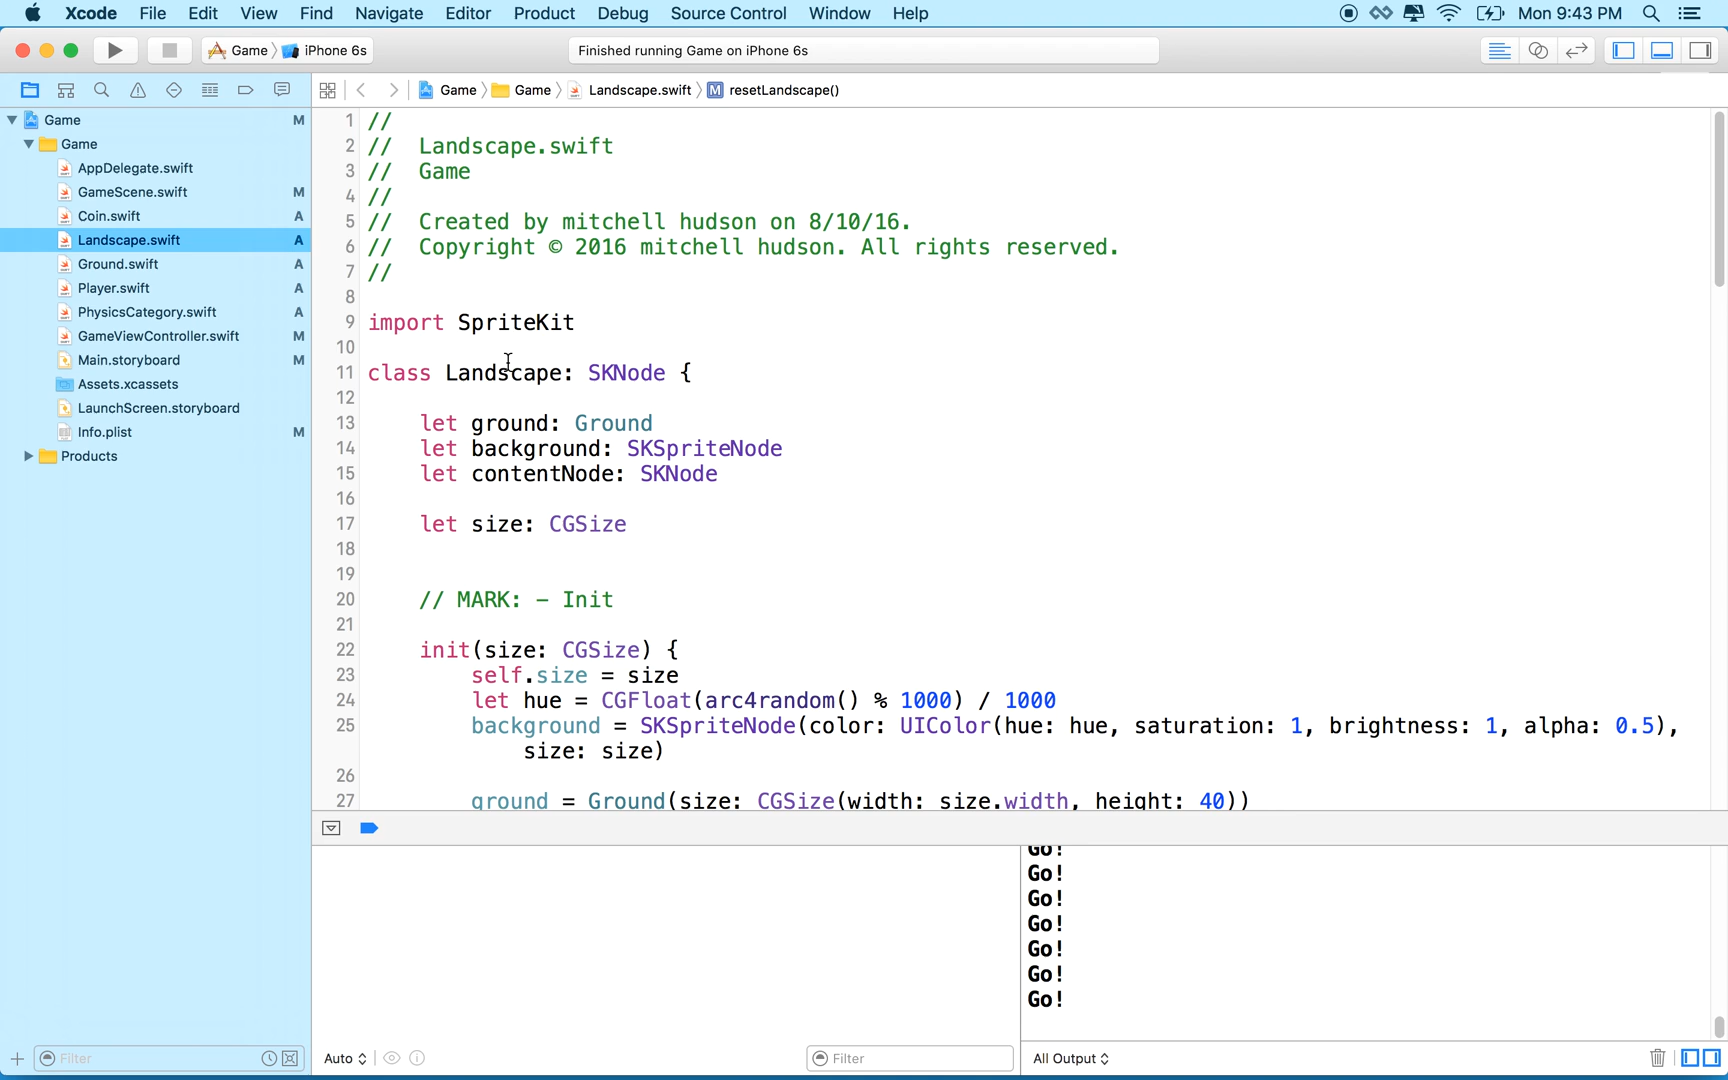 Xcode File Edit View Find Navigate Editor Product Debug Source Control Window Help Mon 9:43 PM
Game iPhone 6s Finished running Game on iPhone 6s
Game Game Landscape.swift M resetLandscape()
Game M
Game
AppDelegate.swift
GameScene.swift M
Coin.swift A
Landscape.swift A
Ground.swift A
Player.swift A
PhysicsCategory.swift A
GameViewController.swift M
Main.storyboard M
Assets.xcassets
LaunchScreen.storyboard
Info.plist M
Products
1 //
2 // Landscape.swift
3 // Game
4 //
5 // Created by mitchell hudson on 8/10/16.
6 // Copyright © 2016 mitchell hudson. All rights reserved.
7 //
8
9 import SpriteKit
10
11 class Landscape: SKNode {
12
13 let ground: Ground
14 let background: SKSpriteNode
15 let contentNode: SKNode
16
17 let size: CGSize
18
19
20 // MARK: - Init
21
22 init(size: CGSize) {
23 self.size = size
24 let hue = CGFloat(arc4random() % 1000) / 1000
25 background = SKSpriteNode(color: UIColor(hue: hue, saturation: 1, brightness: 1, alpha: 0.5),
size: size)
26
27 ground = Ground(size: CGSize(width: size.width, height: 40))
Go!
Go!
Go!
Go!
Go!
Go!
Go!
Filter Auto Filter All Output